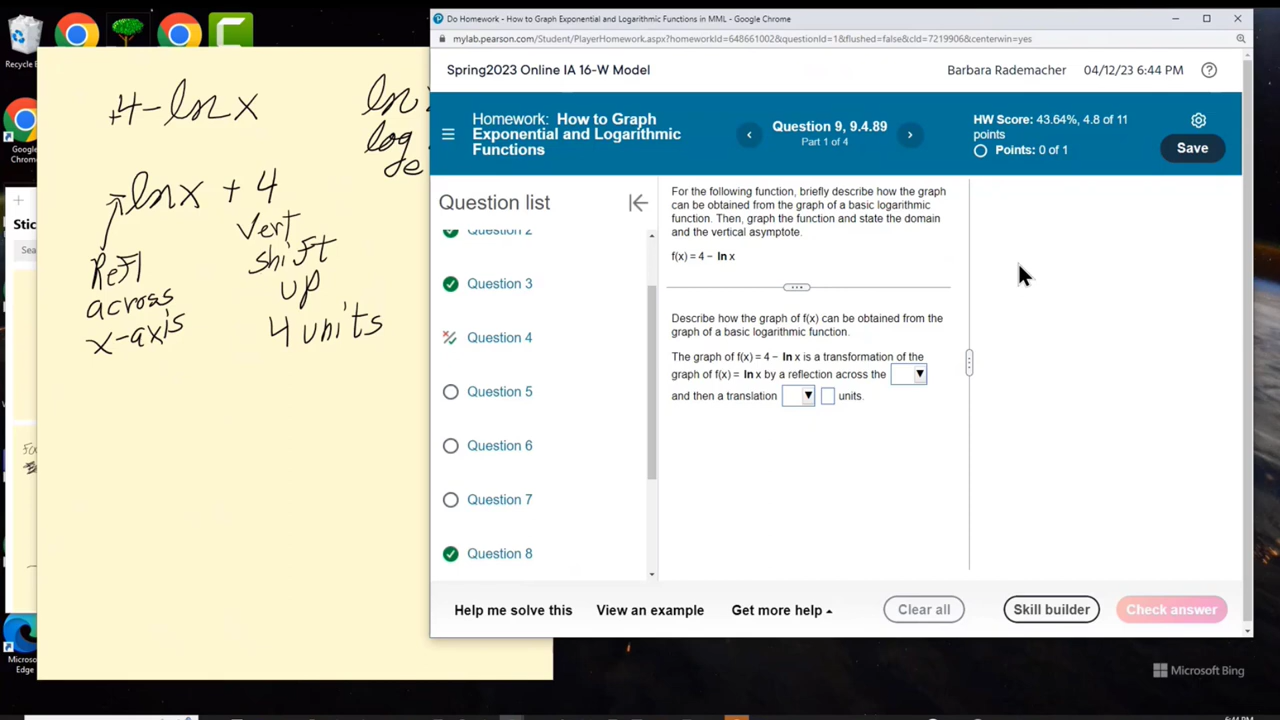 Recycle B
Google
Chrome
Stic
Sea
Micros
Edge
+4-ln x
ln
log
e
-ln x + 4
Refl
across
x-axis
Vert
shift
up
4 units
Do Homework - How to Graph Exponential and Logarithmic Functions in MML - Google Chrome
mylab.pearson.com/Student/PlayerHomework.aspx?homeworkId=648661002&questionId=1&flushed=false&cId=7219906&centerwin=yes
Spring2023 Online IA 16-W Model
Barbara Rademacher
04/12/23 6:44 PM
Homework: How to Graph
Exponential and Logarithmic
Functions
Question 9, 9.4.89
Part 1 of 4
HW Score: 43.64%, 4.8 of 11
points
Points: 0 of 1
Save
Question list
Question 2
Question 3
Question 4
Question 5
Question 6
Question 7
Question 8
For the following function, briefly describe how the graph
can be obtained from the graph of a basic logarithmic
function. Then, graph the function and state the domain
and the vertical asymptote.
f(x) = 4 − ln x
Describe how the graph of f(x) can be obtained from the
graph of a basic logarithmic function.
The graph of f(x) = 4 − ln x is a transformation of the
graph of f(x) = ln x by a reflection across the
and then a translation units.
Help me solve this
View an example
Get more help
Clear all
Skill builder
Check answer
Microsoft Bing